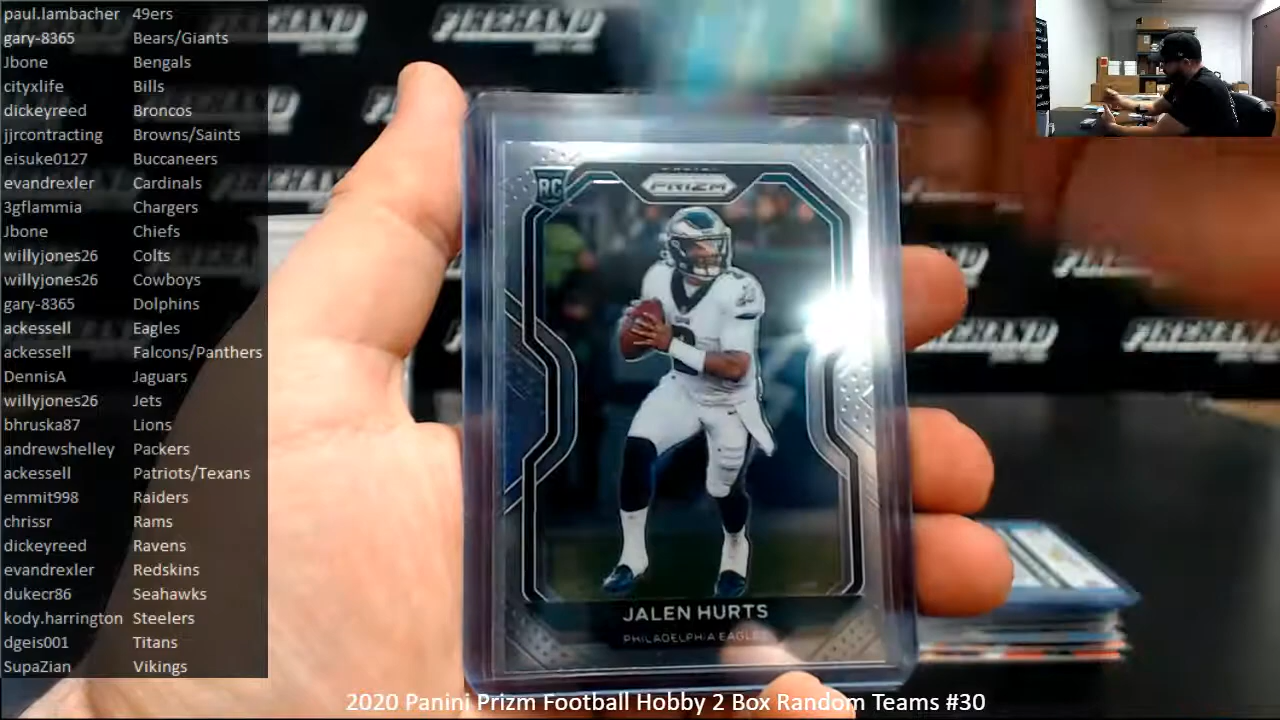 paul.lambacher 49ers
gary-8365 Bears/Giants
Jbone Bengals
cityxlife Bills
dickeyreed Broncos
jjrcontracting Browns/Saints
eisuke0127 Buccaneers
evandrexler Cardinals
3gflammia Chargers
Jbone Chiefs
willyjones26 Colts
willyjones26 Cowboys
gary-8365 Dolphins
ackessell Eagles
ackessell Falcons/Panthers
DennisA Jaguars
willyjones26 Jets
bhruska87 Lions
andrewshelley Packers
ackessell Patriots/Texans
emmit998 Raiders
chrissr Rams
dickeyreed Ravens
evandrexler Redskins
dukecr86 Seahawks
kody.harrington Steelers
dgeis001 Titans
SupaZian Vikings
FIREHAND
FIREHAND
FIREHAND
FIREHAND
RC
PRIZM
JALEN HURTS
PHILADELPHIA EAGLES
2020 Panini Prizm Football Hobby 2 Box Random Teams #30